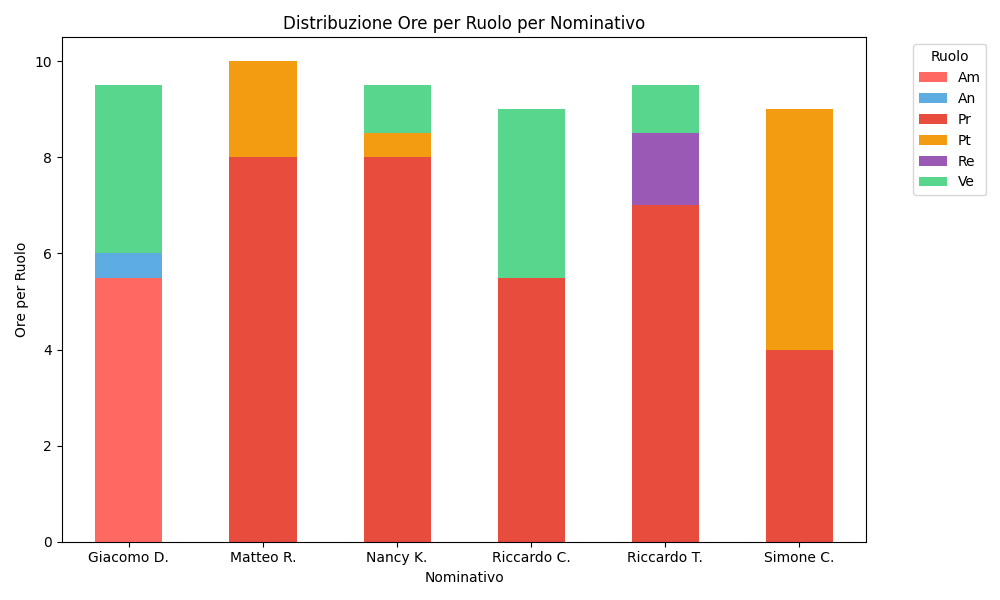 Distribuzione Ore per Ruolo per Nominativo
Ore per Ruolo
10
8
6
4
2
0
Giacomo D. Matteo R. Nancy K. Riccardo C. Riccardo T. Simone C.
Nominativo
Ruolo
Am
An
Pr
Pt
Re
Ve